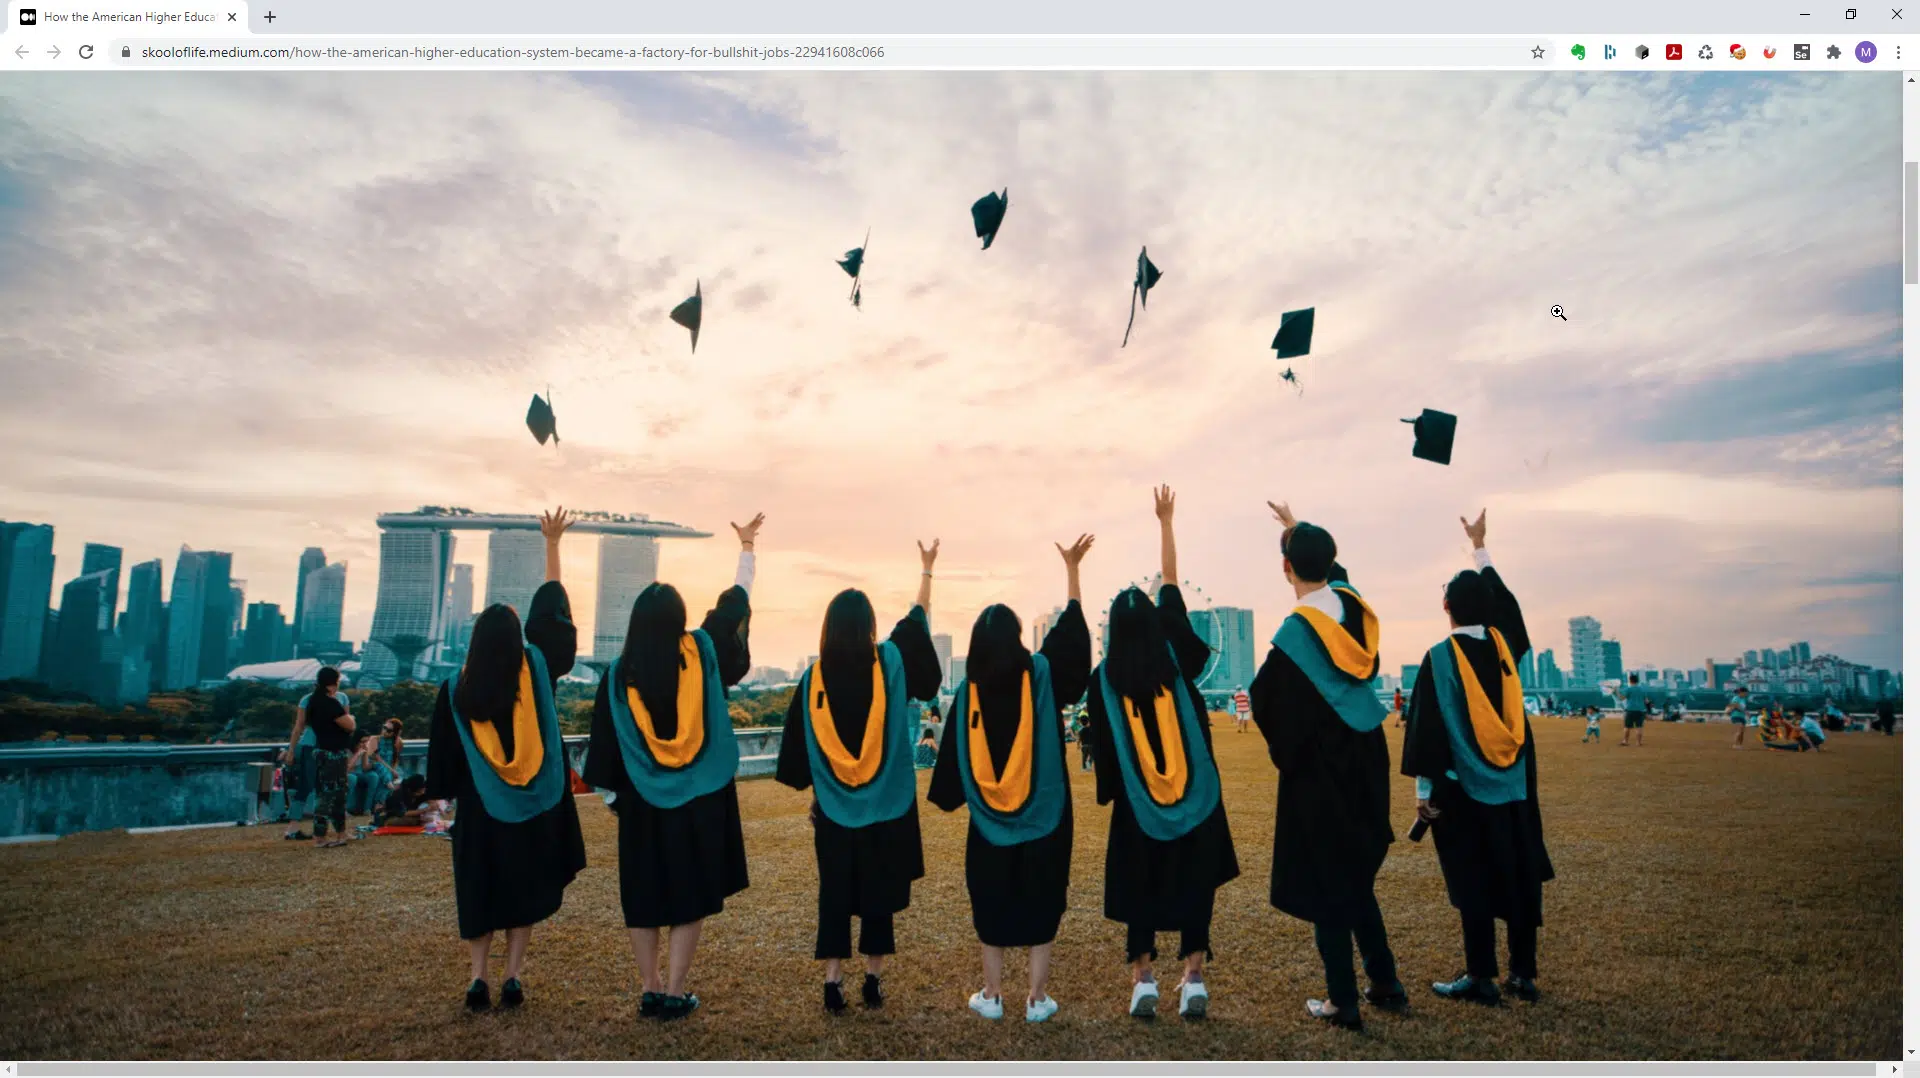 How the American Higher Educa
skooloflife.medium.com/how-the-american-higher-education-system-became-a-factory-for-bullshit-jobs-22941608c066
Se
M